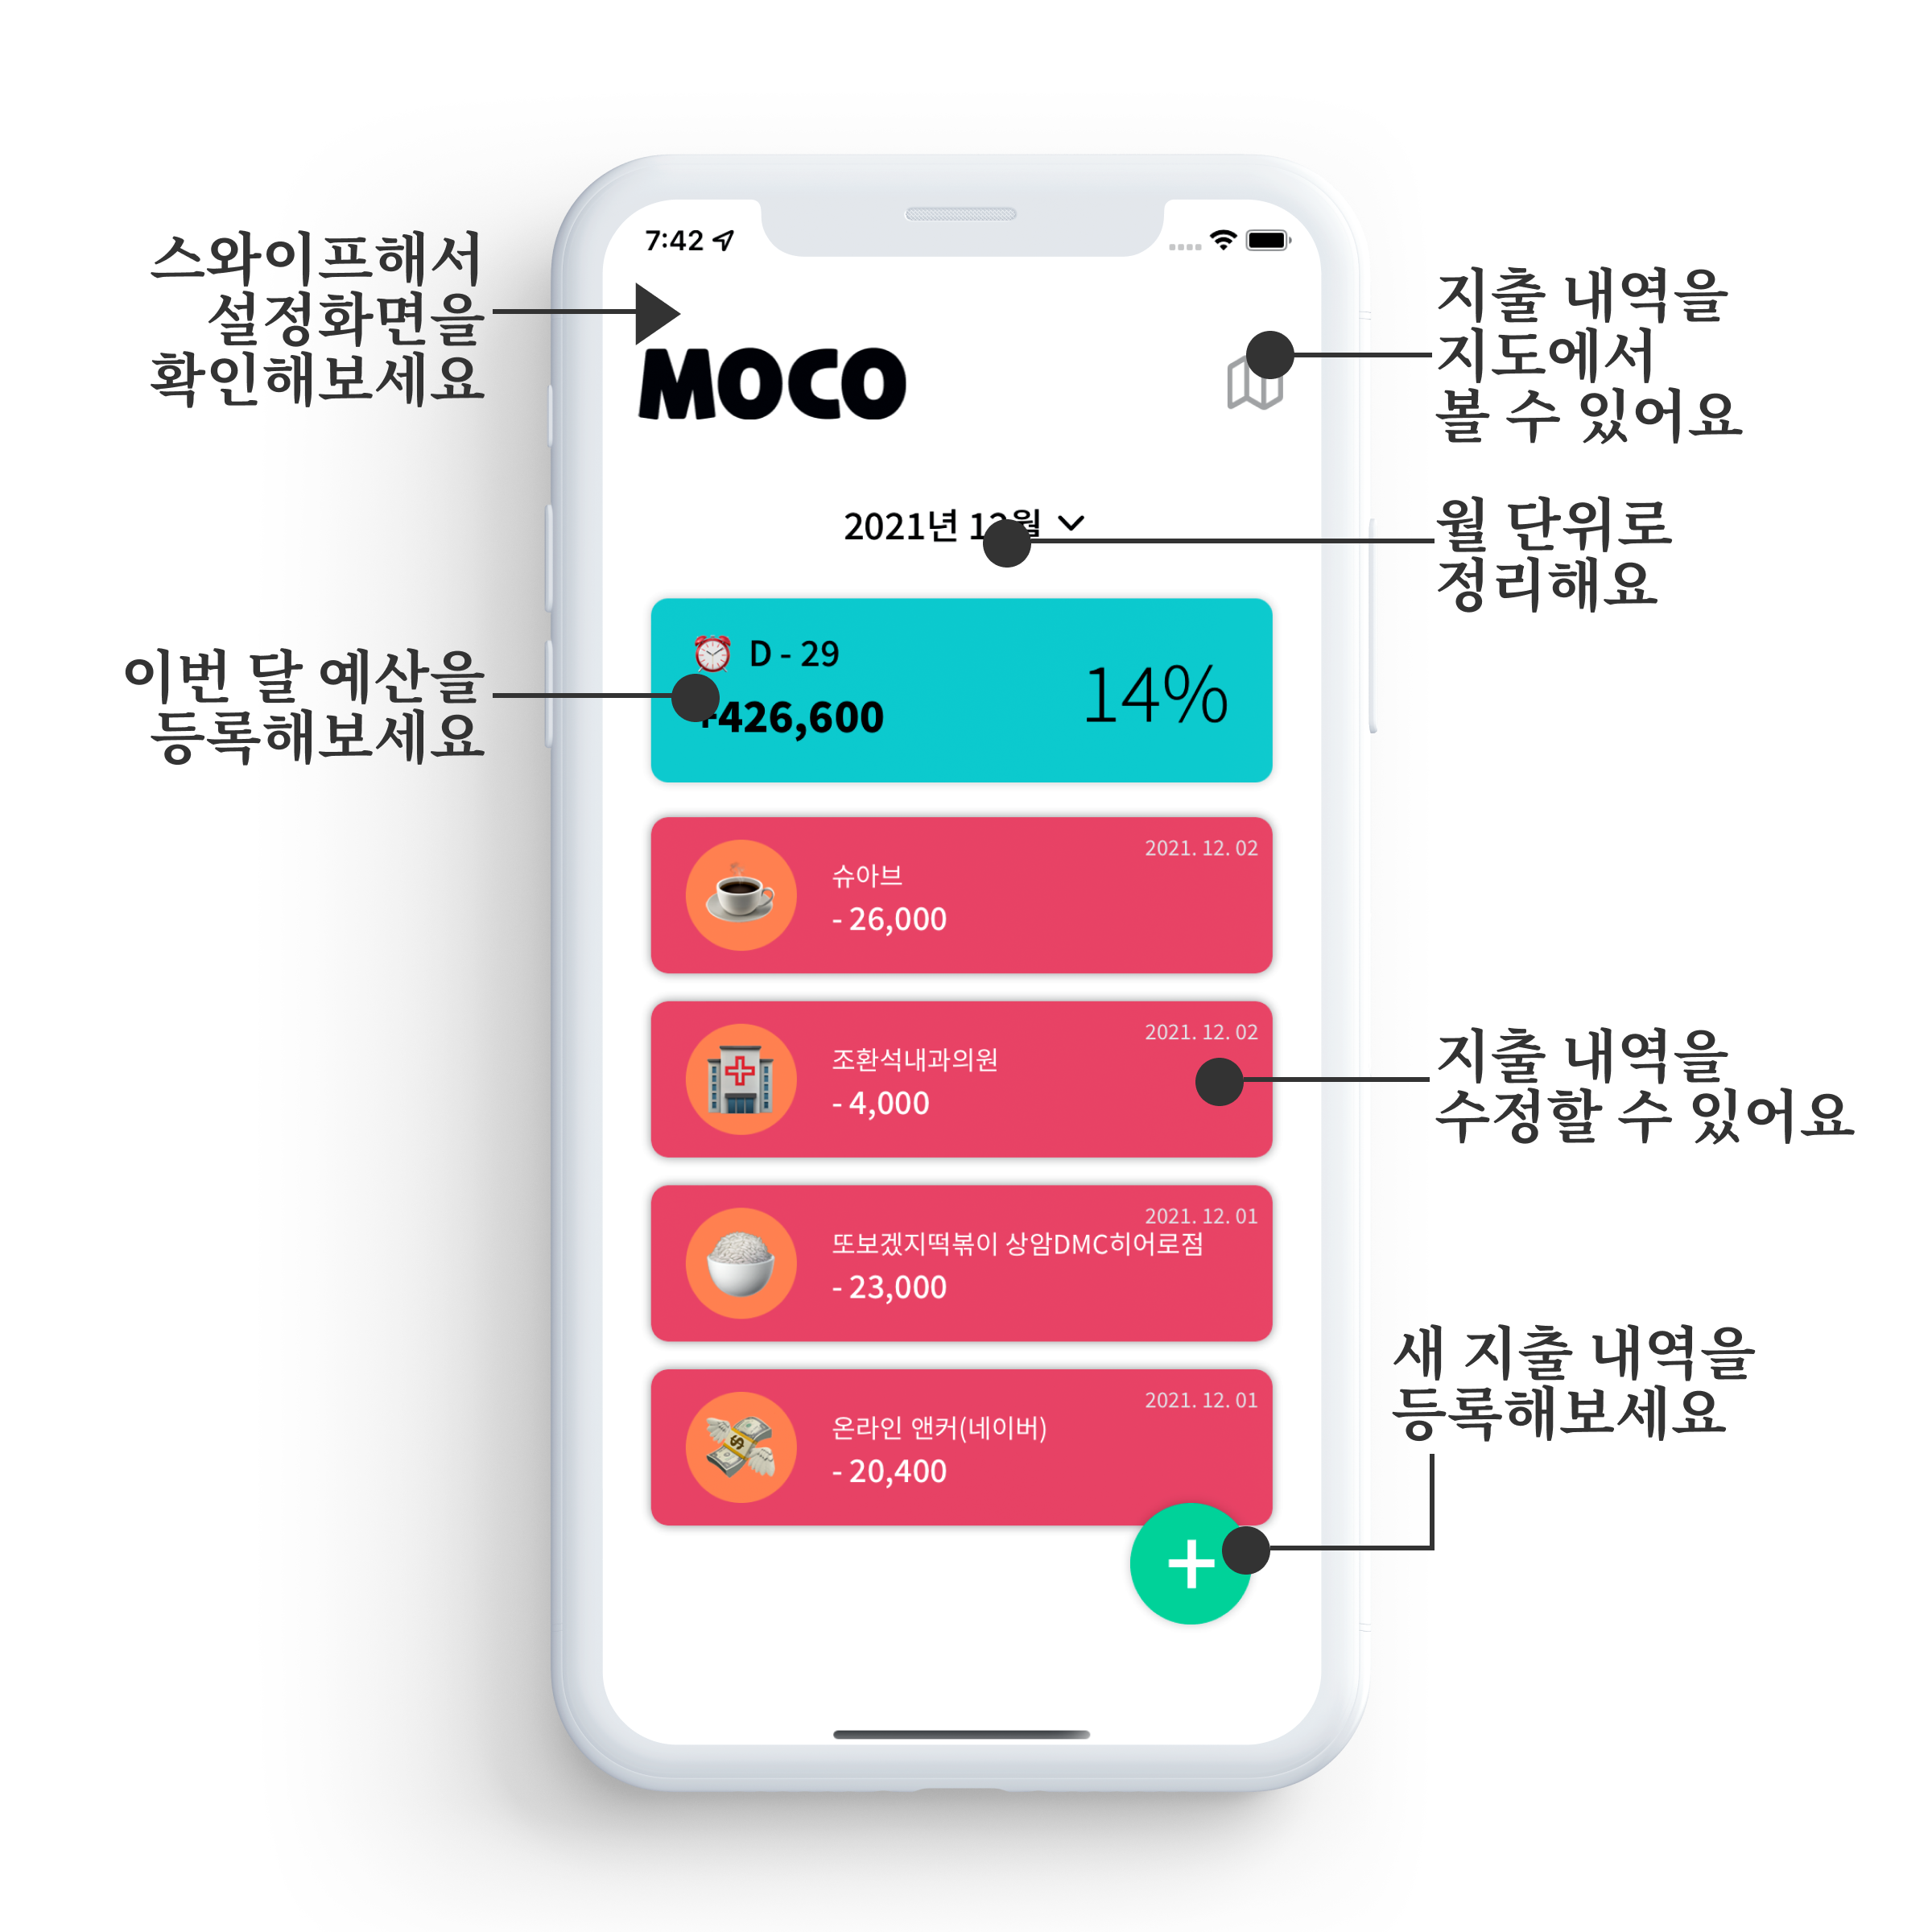 스와이프해서
설정화면을
확인해보세요
7:42
MOCO
지출 내역을
지도에서
볼 수 있어요
2021년 12월
월 단위로
정리해요
이번 달 예산을
등록해보세요
D - 29
+426,600
14%
2021. 12. 02
슈아브
- 26,000
2021. 12. 02
조환석내과의원
- 4,000
지출 내역을
수정할 수 있어요
2021. 12. 01
또보겠지떡볶이 상암DMC히어로점
- 23,000
2021. 12. 01
온라인 앤커(네이버)
- 20,400
새 지출 내역을
등록해보세요
+